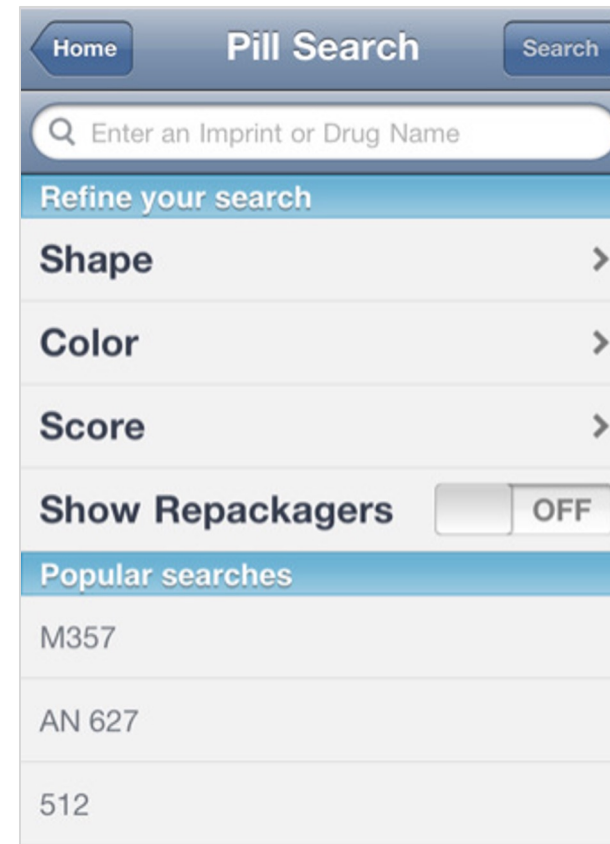 Home Pill Search Search
Enter an Imprint or Drug Name
Refine your search
Shape
Color
Score
Show Repackagers OFF
Popular searches
M357
AN 627
512